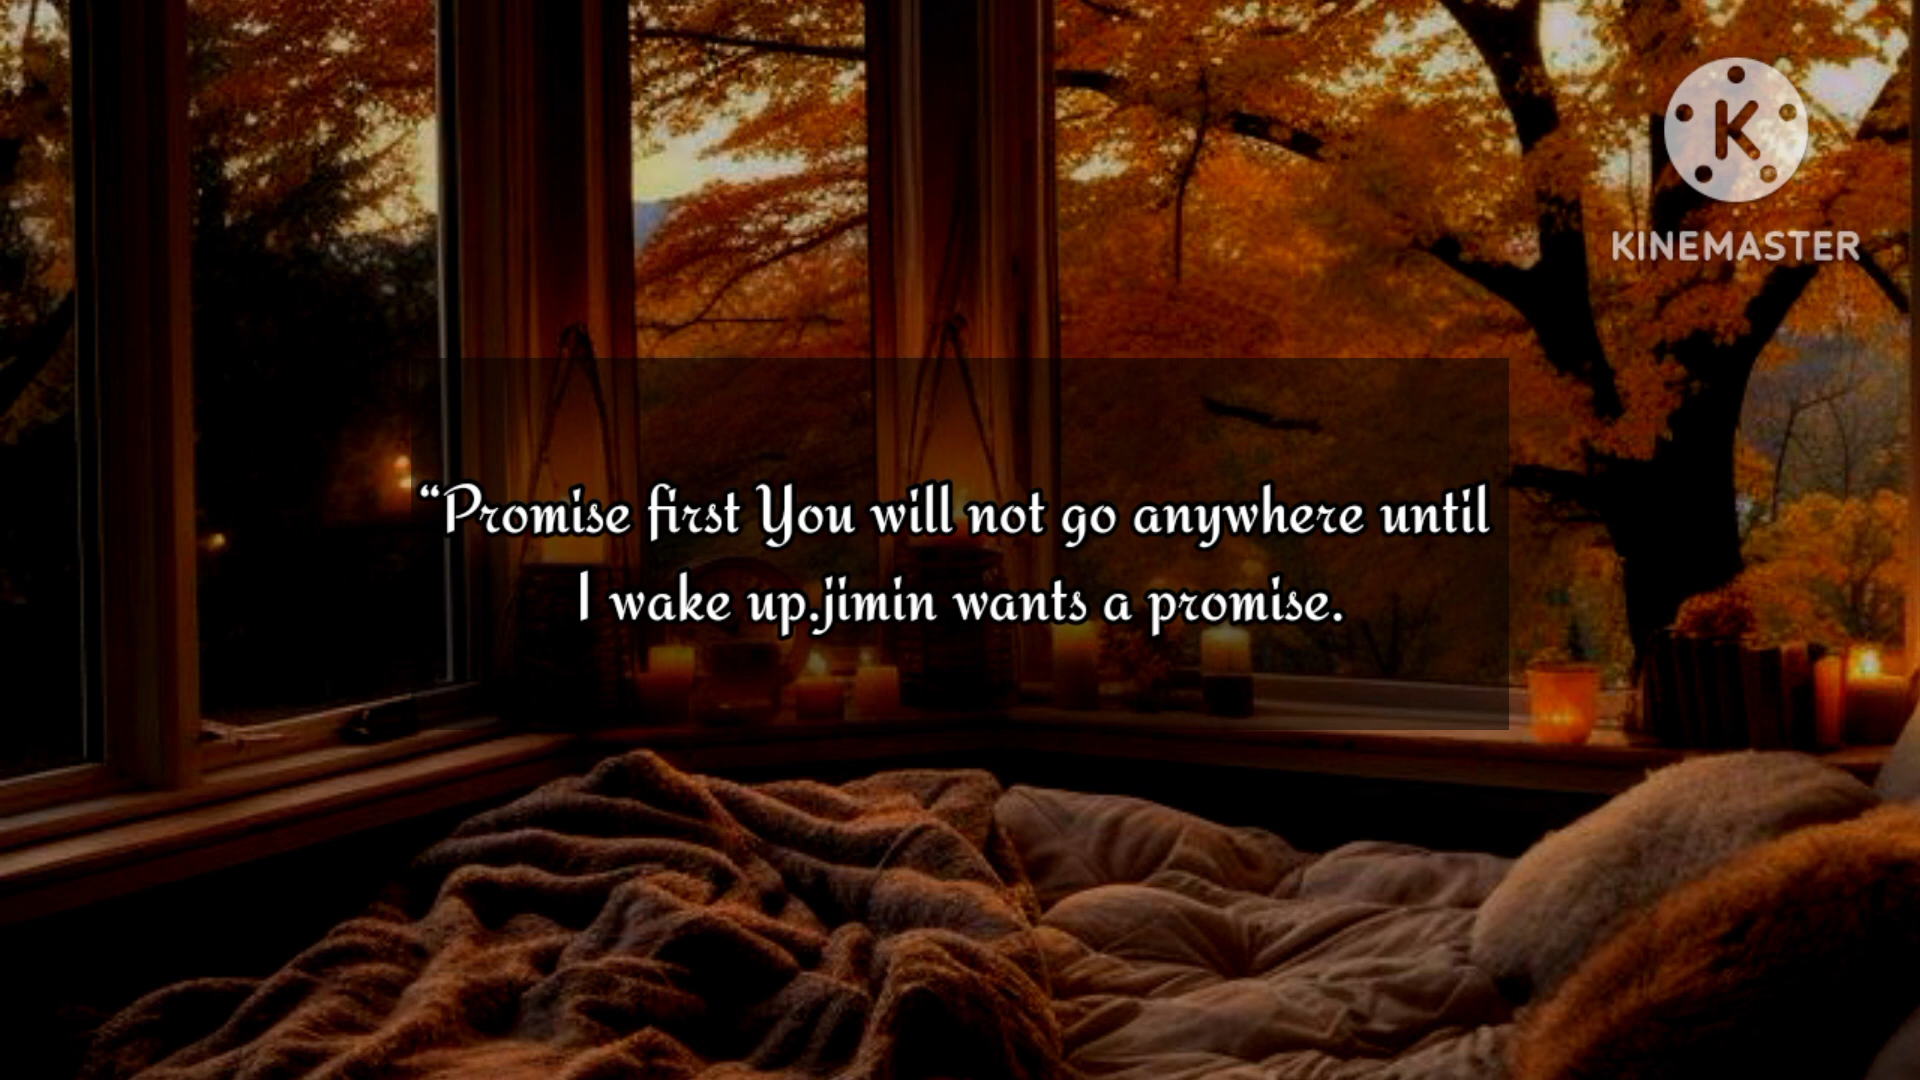 KINEMASTER
“Promise first You will not go anywhere until
I wake up.jimin wants a promise.